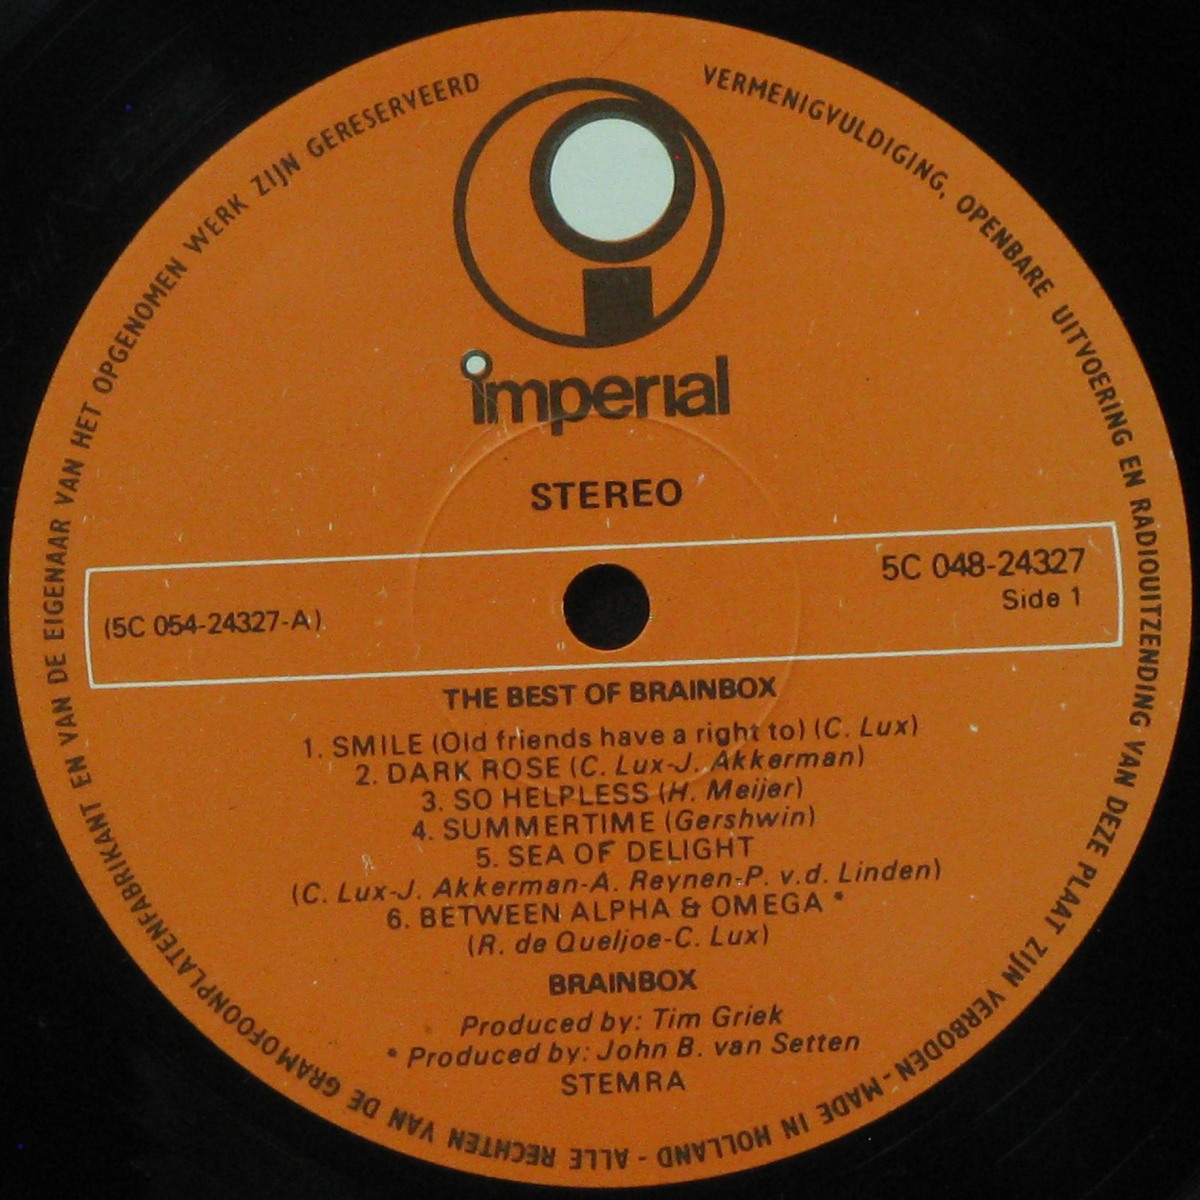 imperial
STEREO
(5C 054-24327-A)
5C 048-24327
Side 1
THE BEST OF BRAINBOX
1. SMILE (Old friends have a right to) (C. Lux)
2. DARK ROSE (C. Lux-J. Akkerman)
3. SO HELPLESS (H. Meijer)
4. SUMMERTIME (Gershwin)
5. SEA OF DELIGHT
(C. Lux-J. Akkerman-A. Reynen-P. v.d. Linden)
6. BETWEEN ALPHA & OMEGA *
(R. de Queljoe-C. Lux)
BRAINBOX
Produced by: Tim Griek
* Produced by: John B. van Setten
STEMRA
VERMENIGVULDIGING, OPENBARE UITVOERING EN RADIOUITZENDING VAN DEZE PLAAT ZIJN VERBODEN - MADE IN HOLLAND - ALLE RECHTEN VAN DE GRAMOFOONPLATENFABRIKANT EN VAN DE EIGENAAR VAN HET OPGENOMEN WERK ZIJN GERESERVEERD